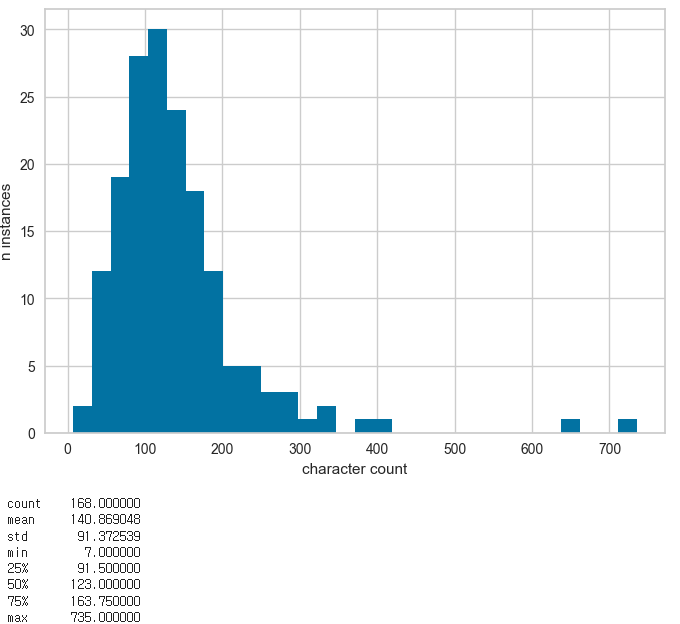 30
25
20
15
10
5
0
n instances
0 100 200 300 400 500 600 700
character count
count 168.000000
mean 140.869048
std 91.372539
min 7.000000
25% 91.500000
50% 123.000000
75% 163.750000
max 735.000000